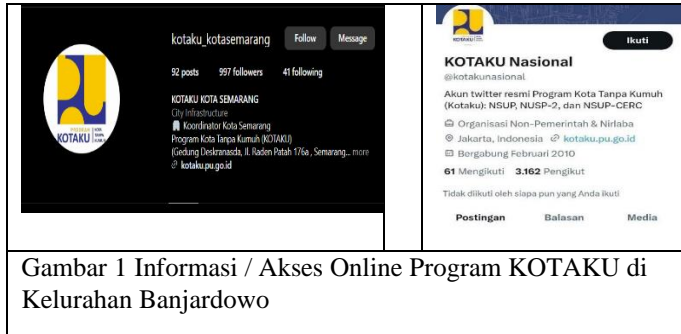 kotaku_kotasemarang
Follow
Message
92 posts 997 followers 41 following
KOTAKU KOTA SEMARANG
City Infrastructure
Koordinator Kota Semarang
Program Kota Tanpa Kumuh (KOTAKU)
(Gedung Deskranasda, Jl. Raden Patah 176a , Semarang... more
kotaku.pu.go.id
KOTAKU
Ikuti
KOTAKU Nasional
@kotakunasional
Akun twitter resmi Program Kota Tanpa Kumuh
(Kotaku): NSUP, NUSP-2, dan NSUP-CERC
Organisasi Non-Pemerintah & Nirlaba
Jakarta, Indonesia kotaku.pu.go.id
Bergabung Februari 2010
61 Mengikuti 3.162 Pengikut
Tidak diikuti oleh siapa pun yang Anda ikuti
Postingan Balasan Media
Gambar 1 Informasi / Akses Online Program KOTAKU di
Kelurahan Banjardowo